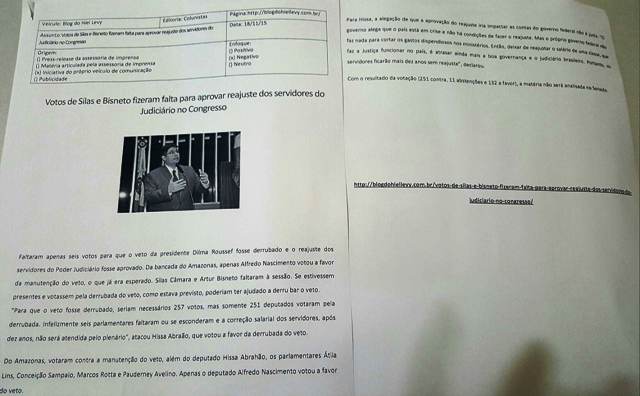 Veículo: Blog do Hiel Levy
Editoria: Colunistas
Página:http://blogdohiellevy.com.br/
Assunto: Votos de Silas e Bisneto fizeram falta para aprovar reajuste dos servidores do
Judiciário no Congresso
Data: 18/11/15
Origem:
() Press-release da assessoria de imprensa
() Matéria articulada pela assessoria de imprensa
(x) Iniciativa do próprio veículo de comunicação
() Publicidade
Enfoque:
() Positivo
(x) Negativo
() Neutro
Votos de Silas e Bisneto fizeram falta para aprovar reajuste dos servidores do
Judiciário no Congresso
Faltaram apenas seis votos para que o veto da presidente Dilma Roussef fosse derrubado e o reajuste dos
servidores do Poder Judiciário fosse aprovado. Da bancada do Amazonas, apenas Alfredo Nascimento votou a favor
da manutenção do veto, o que já era esperado. Silas Câmara e Artur Bisneto faltaram à sessão. Se estivessem
presentes e votassem pela derrubada do veto, como estava previsto, poderiam ter ajudado a derrubar o veto.
"Para que o veto fosse derrubado, seriam necessários 257 votos, mas somente 251 deputados votaram pela
derrubada. Infelizmente seis parlamentares faltaram ou se esconderam e a correção salarial dos servidores, após
dez anos, não será atendida pelo plenário", atacou Hissa Abraão, que votou a favor da derrubada do veto.
Do Amazonas, votaram contra a manutenção do veto, além do deputado Hissa Abrahão, os parlamentares Átila
Lins, Conceição Sampaio, Marcos Rotta e Pauderney Avelino. Apenas o deputado Alfredo Nascimento votou a favor
do veto.
Para Hissa, a alegação de que a aprovação do reajuste iria impactar as contas do governo federal não é justa. "O
governo alega que o país está em crise e não há condições de fazer o reajuste. Mas o próprio governo federal não
faz nada para cortar os gastos dispendiosos nos ministérios. Então, deixar de reajustar o salário de uma classe que
faz a Justiça funcionar no país, é atrasar ainda mais a boa governança e o judiciário brasileiro. Portanto, os
servidores ficarão mais dez anos sem reajuste", declarou.
Com o resultado da votação (251 contra, 11 abstenções e 132 a favor), a matéria não será analisada no Senado.
http://blogdohiellevy.com.br/votos-de-silas-e-bisneto-fizeram-falta-para-aprovar-reajuste-dos-servidores-do-
judiciario-no-congresso/